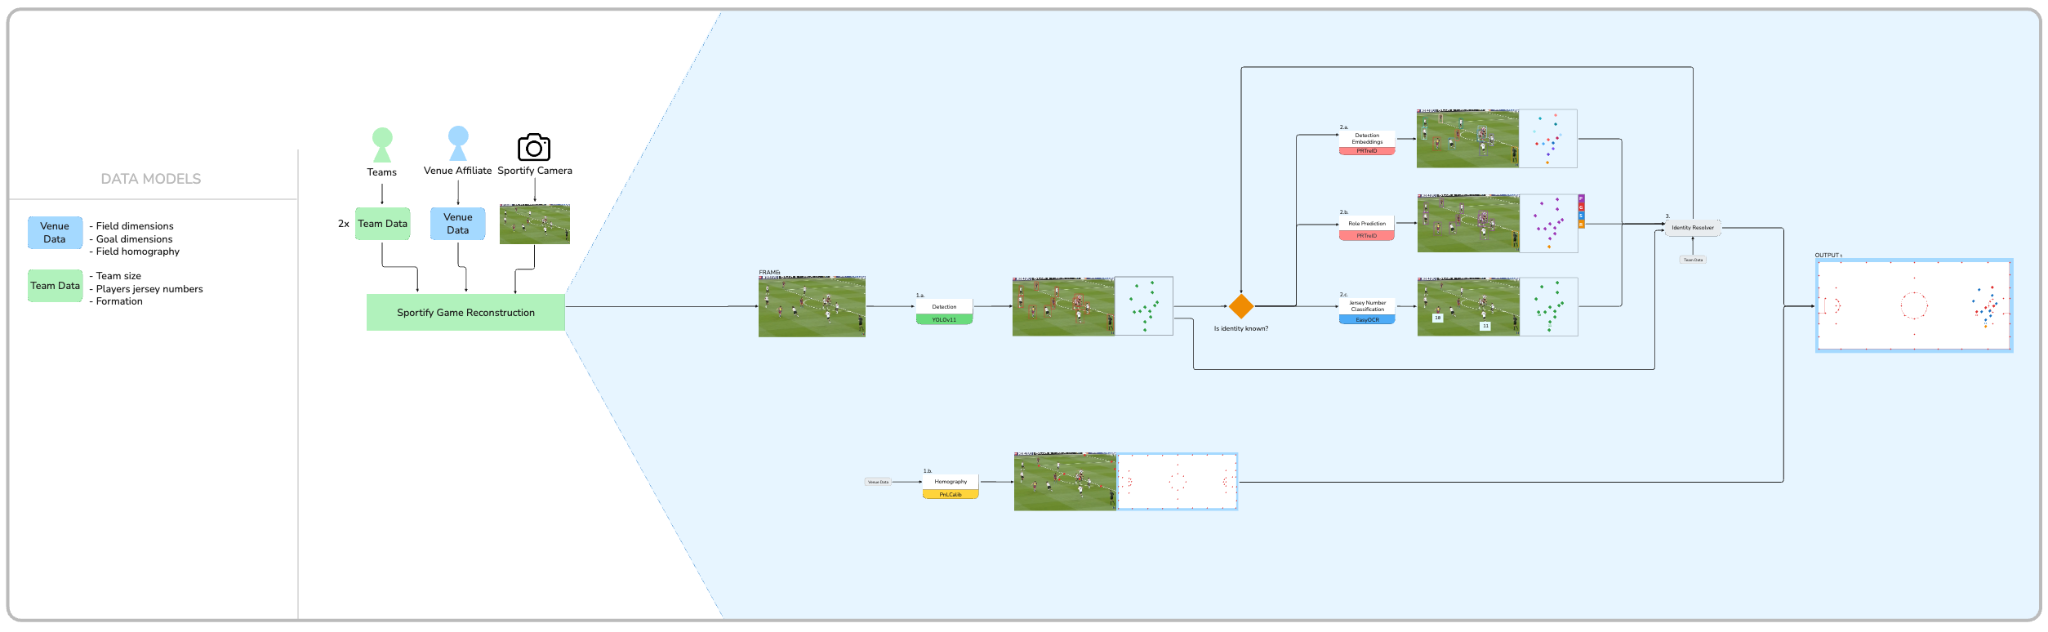 DATA MODELS
Venue
Data
- Field dimensions
- Goal dimensions
- Field homography
Team Data
- Team size
- Players jersey numbers
- Formation
Teams
Venue Affiliate
Sportify Camera
2x
Team Data
Venue
Data
Sportify Game Reconstruction
FRAME:
1.a.
Detection
YOLOv11
Is identity known?
2.a.
Detection
Embeddings
PRTreID
2.b.
Role Prediction
PRTreID
2.c.
Jersey Number
Classification
EasyOCR
10
11
3.
Identity Resolver
Team Data
OUTPUT :
Venue Data
1.b.
Homography
PnLCalib